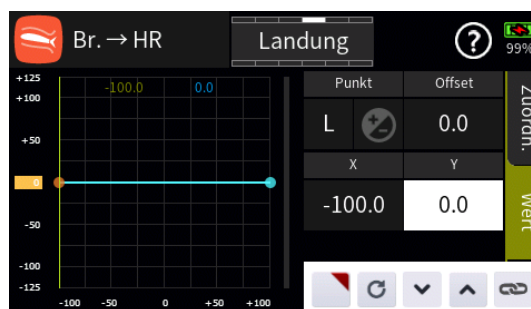 Br. → HR
Landung
?
99%
+125
+100
+50
0
-50
-100
-125
-100.0 0.0
-100 -50 0 +50 +100
Punkt Offset
L 0.0
X Y
-100.0 0.0
Zuordn.
Wert